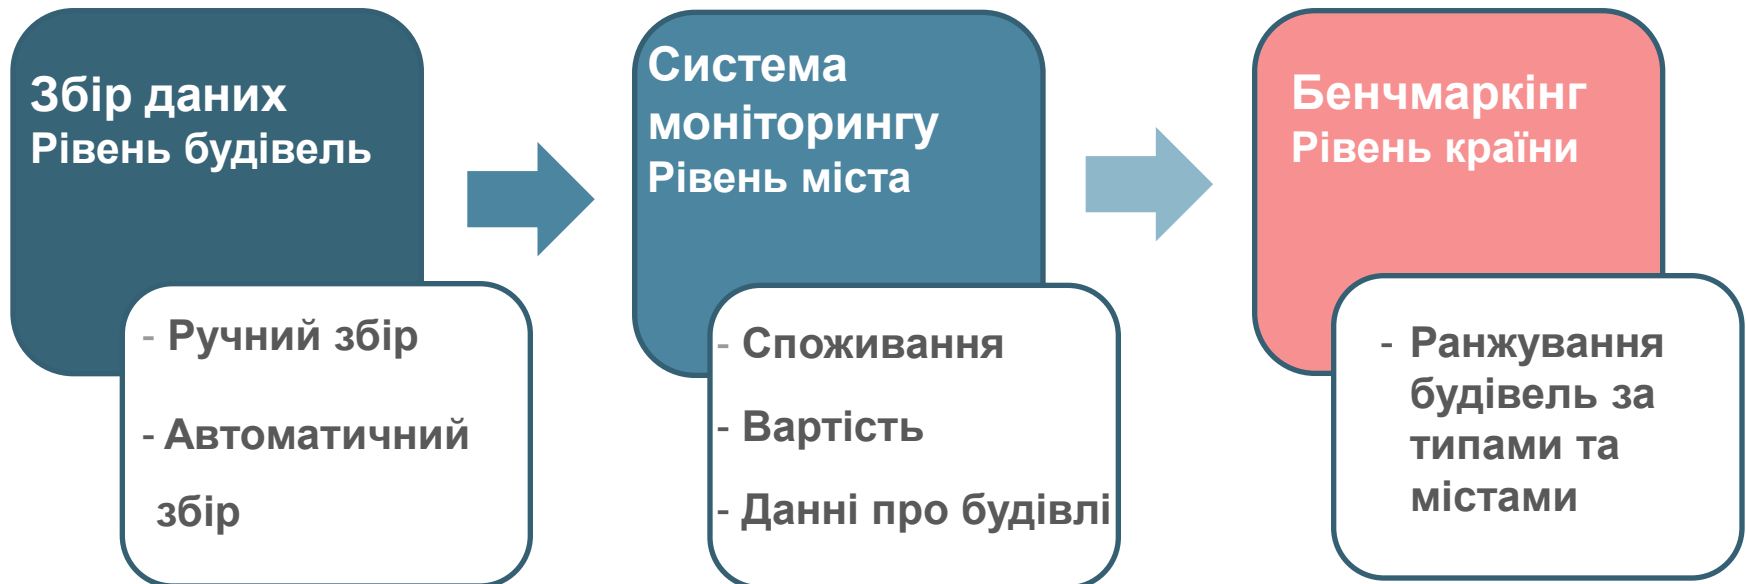 Збір даних
Рівень будівель
- Ручний збір
- Автоматичний
збір
Система
моніторингу
Рівень міста
- Споживання
- Вартість
- Данні про будівлі
Бенчмаркінг
Рівень країни
- Ранжування
будівель за
типами та
містами